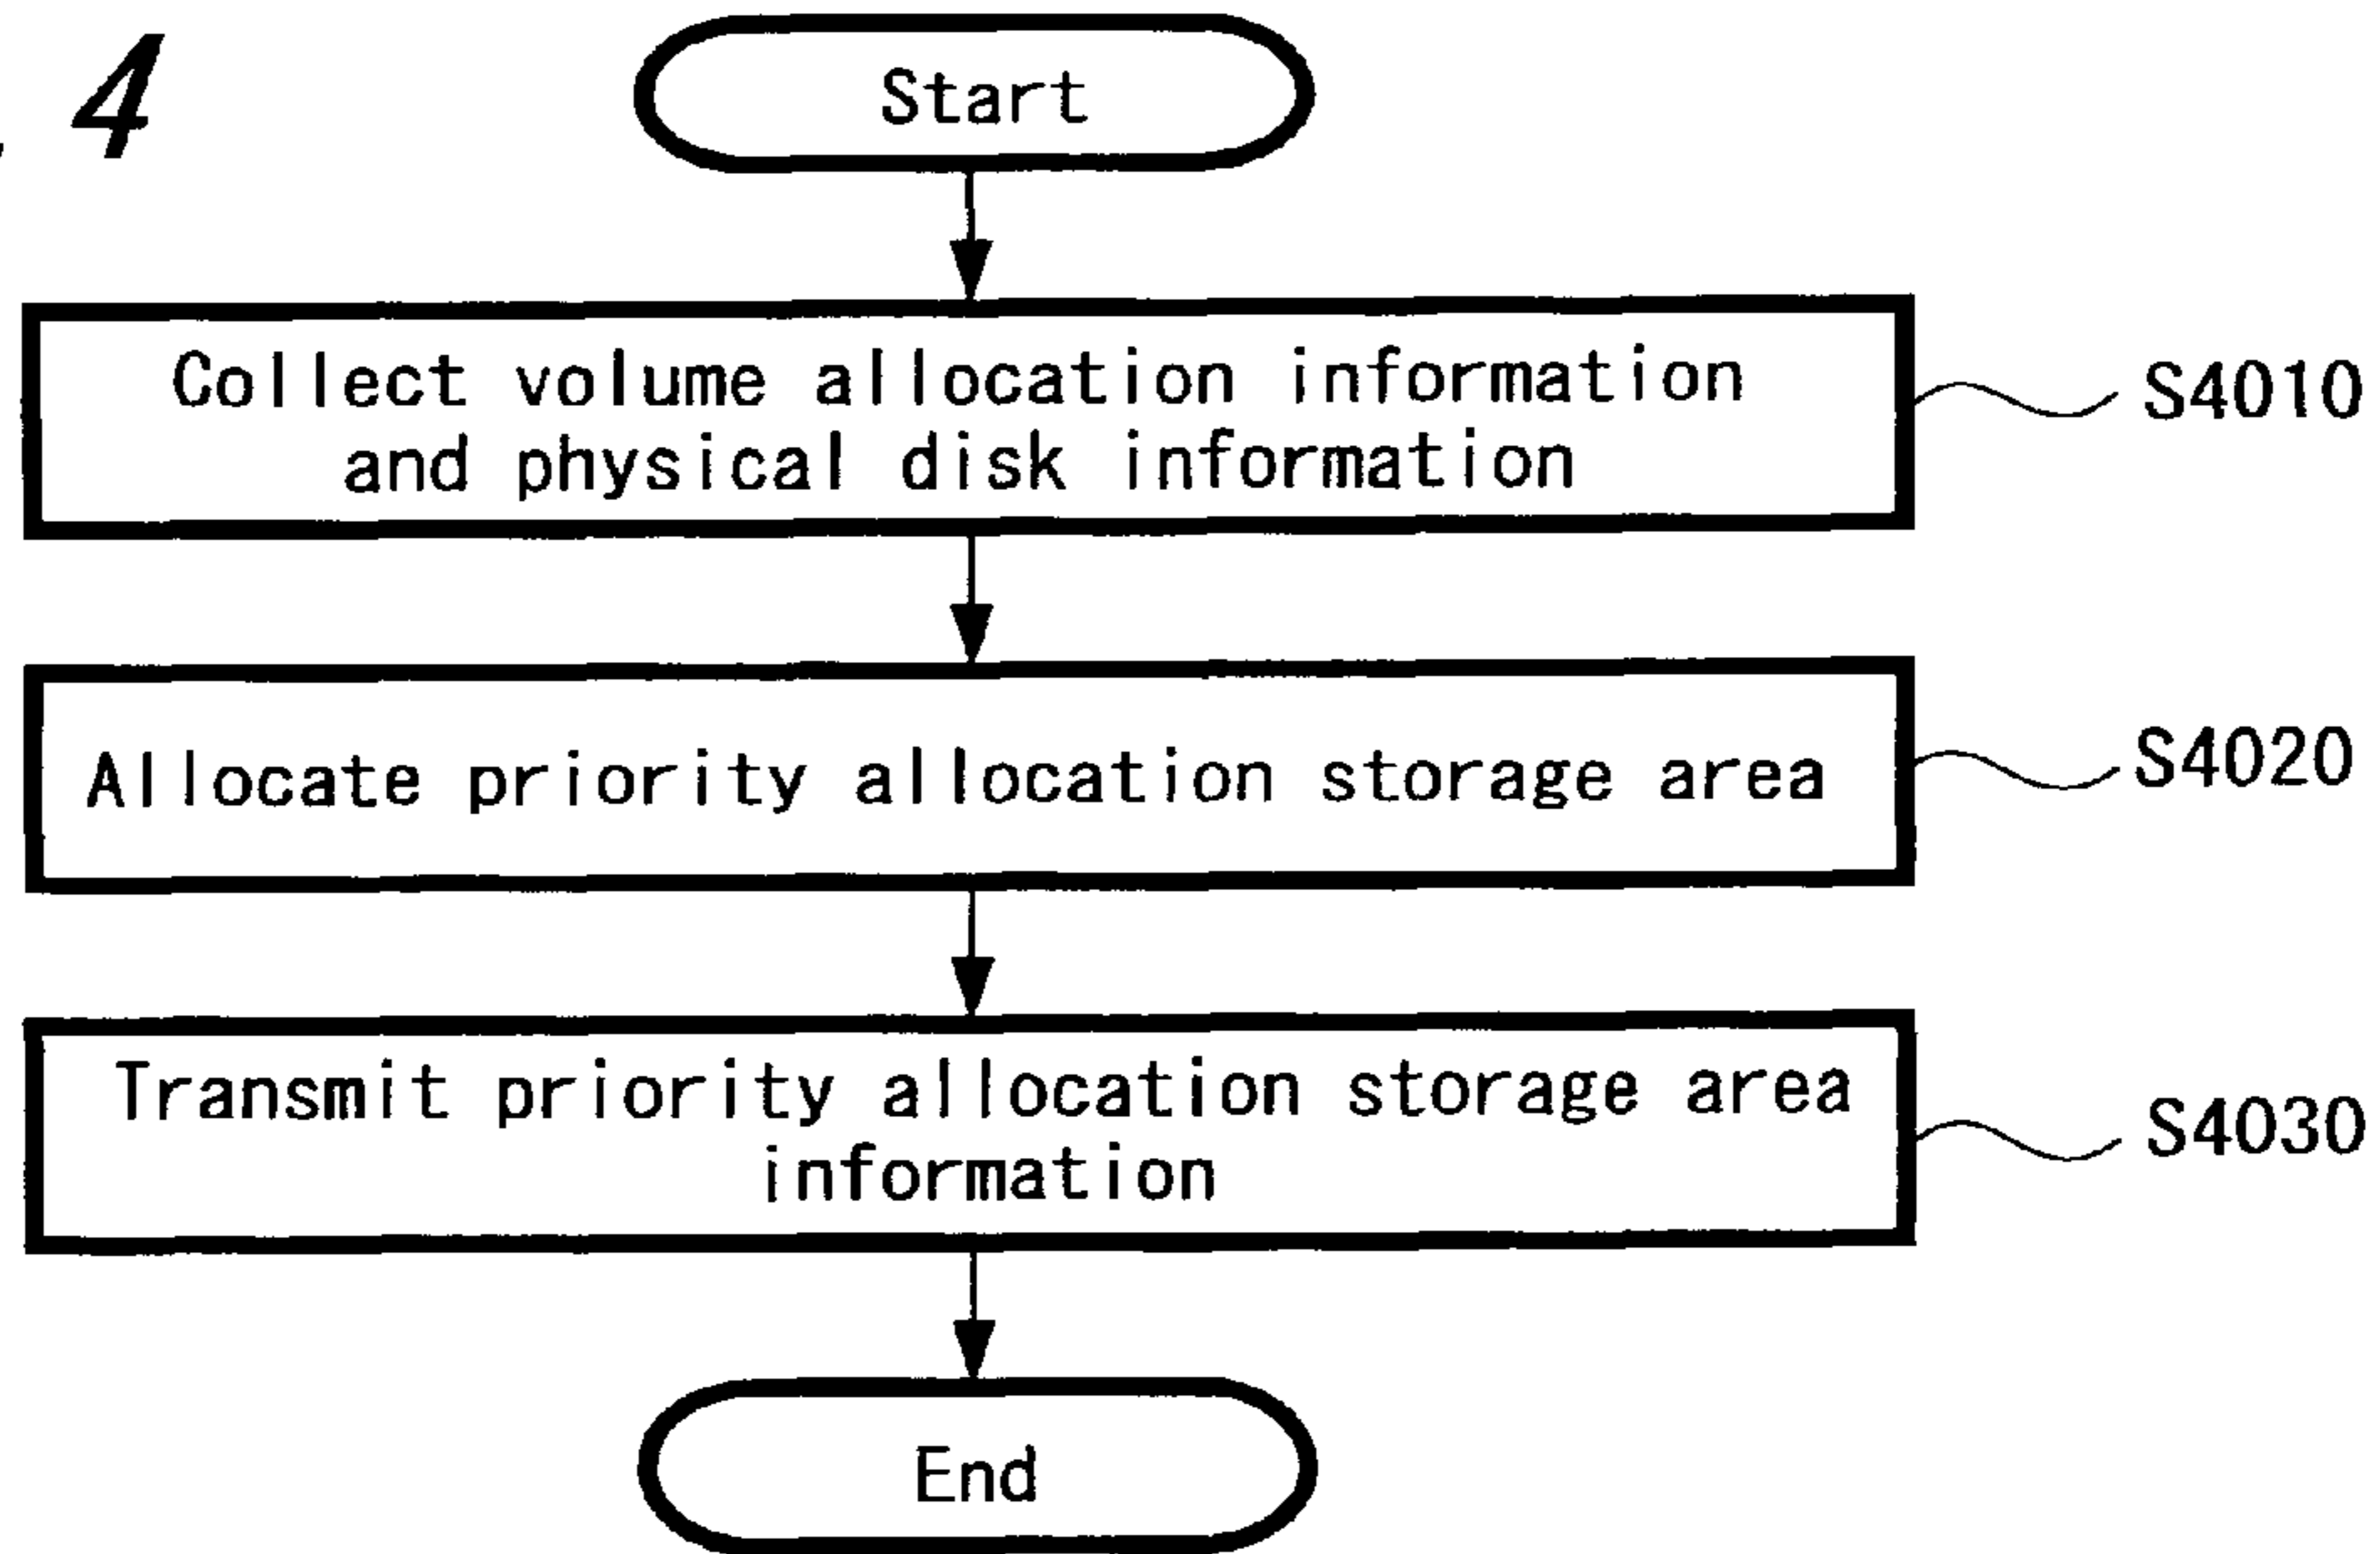 4
Start
Collect volume allocation information
and physical disk information
S4010
Allocate priority allocation storage area
S4020
Transmit priority allocation storage area
information
S4030
End